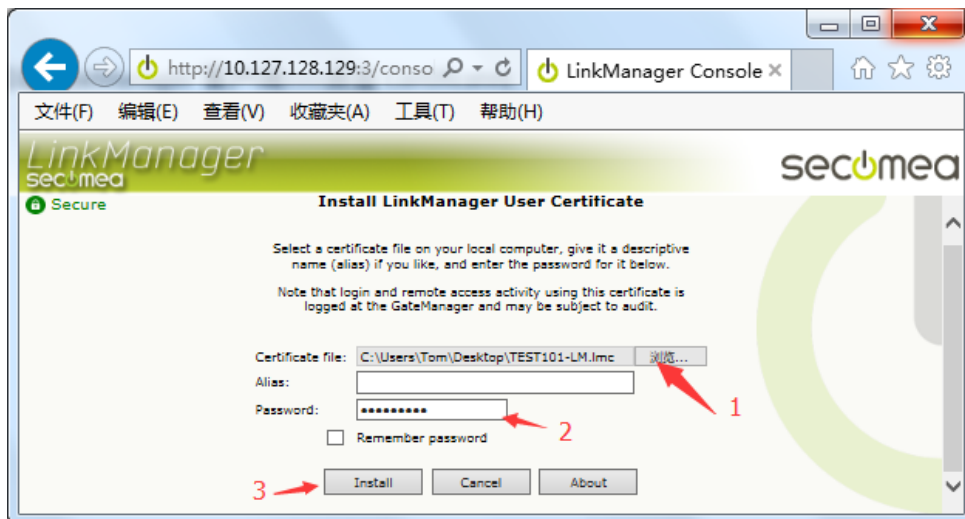 http://10.127.128.129:3/conso
LinkManager Console
文件(F) 编辑(E) 查看(V) 收藏夹(A) 工具(T) 帮助(H)
LinkManager
secomea
secomea
Secure
Install LinkManager User Certificate
Select a certificate file on your local computer, give it a descriptive
name (alias) if you like, and enter the password for it below.
Note that login and remote access activity using this certificate is
logged at the GateManager and may be subject to audit.
Certificate file: C:\Users\Tom\Desktop\TEST101-LM.lmc 浏览...
Alias:
1
Password: •••••••••
2
Remember password
3
Install Cancel About